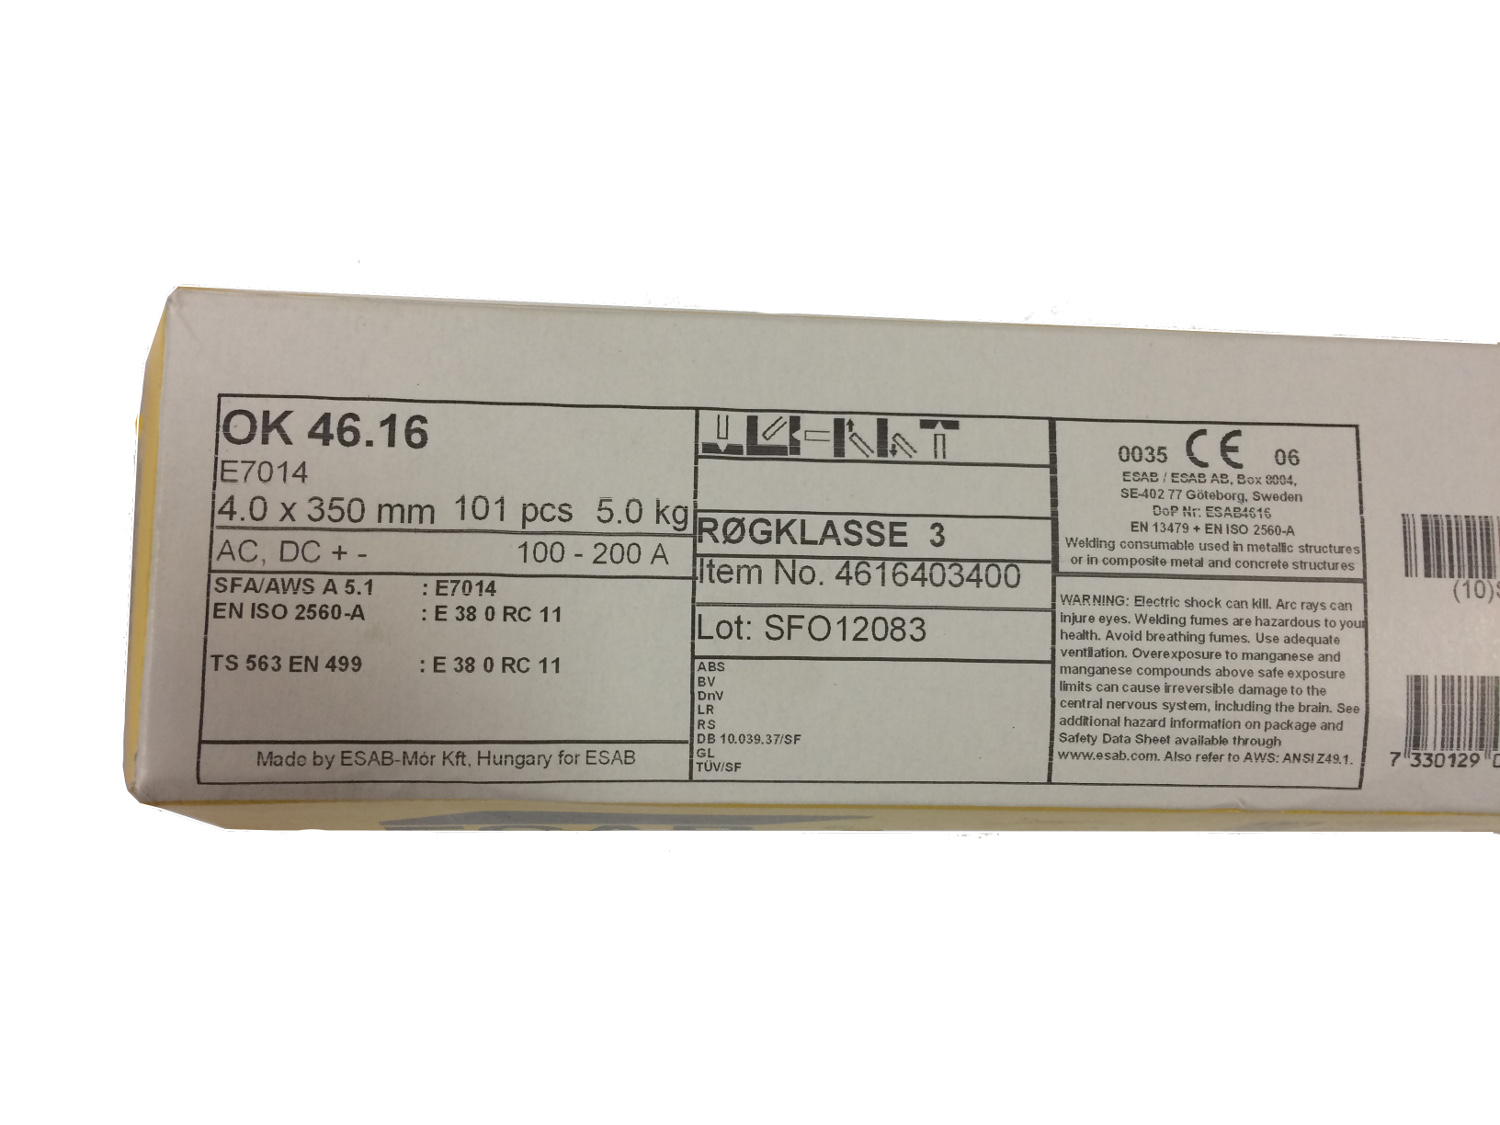 OK 46.16
E7014
4.0 x 350 mm 101 pcs 5.0 kg
AC, DC + - 100 - 200 A
SFA/AWS A 5.1 : E7014
EN ISO 2560-A : E 38 0 RC 11
TS 563 EN 499 : E 38 0 RC 11
Made by ESAB-Mór Kft, Hungary for ESAB
RØGKLASSE 3
Item No. 4616403400
Lot: SFO12083
ABS
BV
DnV
LR
RS
DB 10.039.37/SF
GL
TÜV/SF
0035 CE 06
ESAB / ESAB AB, Box 8004,
SE-402 77 Göteborg, Sweden
DoP Nr: ESAB4616
EN 13479 + EN ISO 2560-A
Welding consumable used in metallic structures
or in composite metal and concrete structures
WARNING: Electric shock can kill. Arc rays can
injure eyes. Welding fumes are hazardous to your
health. Avoid breathing fumes. Use adequate
ventilation. Overexposure to manganese and
manganese compounds above safe exposure
limits can cause irreversible damage to the
central nervous system, including the brain. See
additional hazard information on package and
Safety Data Sheet available through
www.esab.com. Also refer to AWS: ANSI Z49.1.
(10)
7 330129